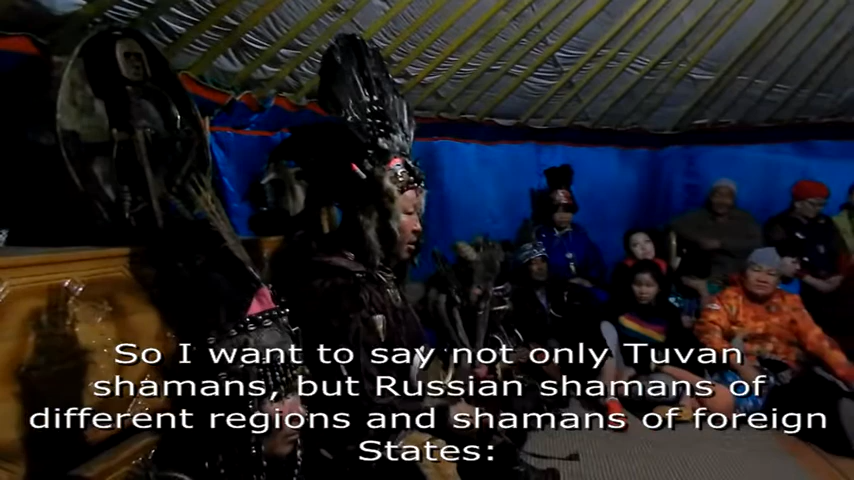 So I want to say not only Tuvan
shamans, but Russian shamans of
different regions and shamans of foreign
States: